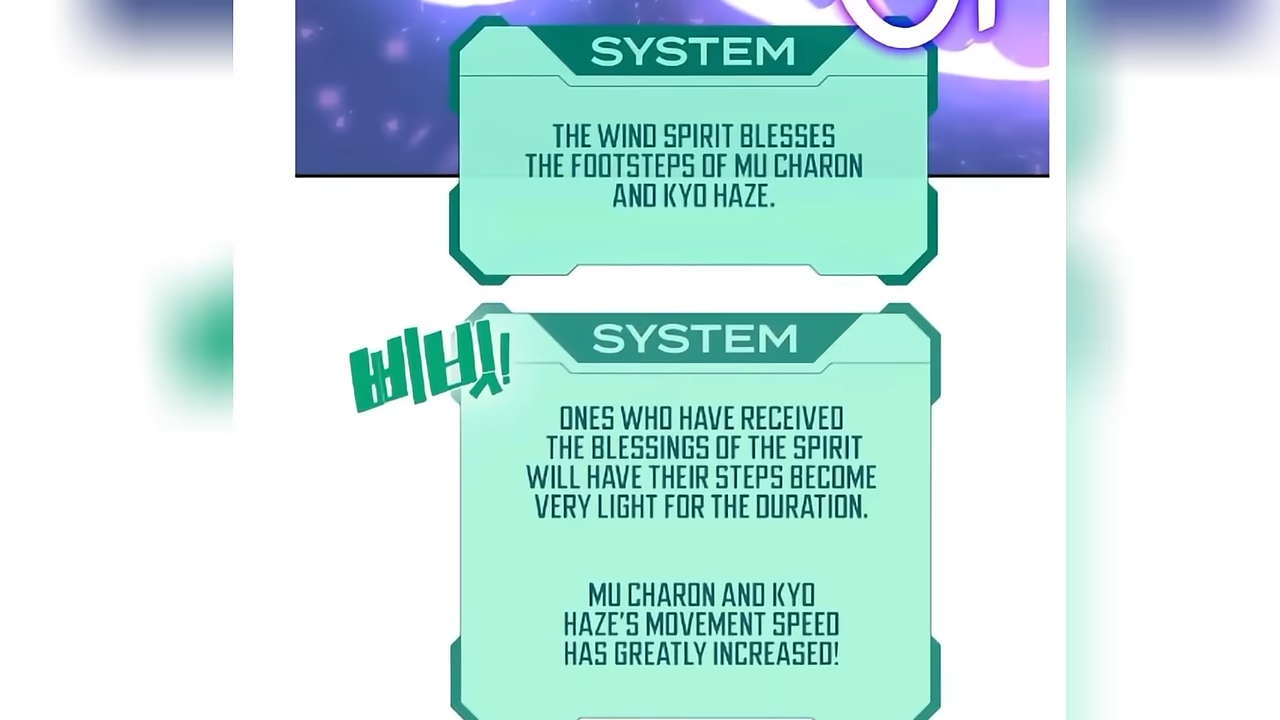 SYSTEM
THE WIND SPIRIT BLESSES
THE FOOTSTEPS OF MU CHARON
AND KYO HAZE.
SYSTEM
삐빗!
ONES WHO HAVE RECEIVED
THE BLESSINGS OF THE SPIRIT
WILL HAVE THEIR STEPS BECOME
VERY LIGHT FOR THE DURATION.
MU CHARON AND KYO
HAZE'S MOVEMENT SPEED
HAS GREATLY INCREASED!